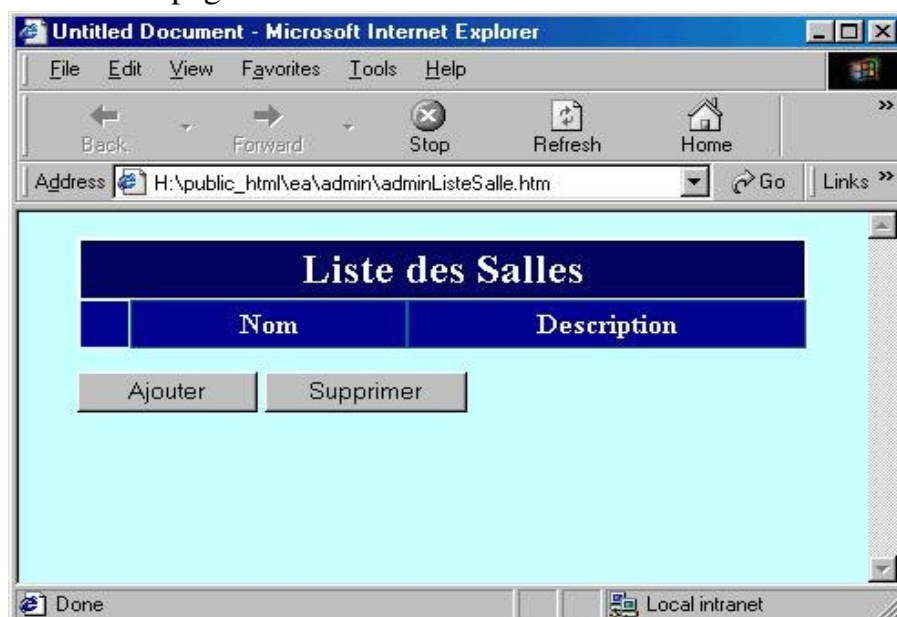 Untitled Document - Microsoft Internet Explorer
File Edit View Favorites Tools Help
Back Forward Stop Refresh Home »
Address H:\public_html\ea\admin\adminListeSalle.htm Go Links »
Liste des Salles
Nom Description
Ajouter Supprimer
Done Local intranet